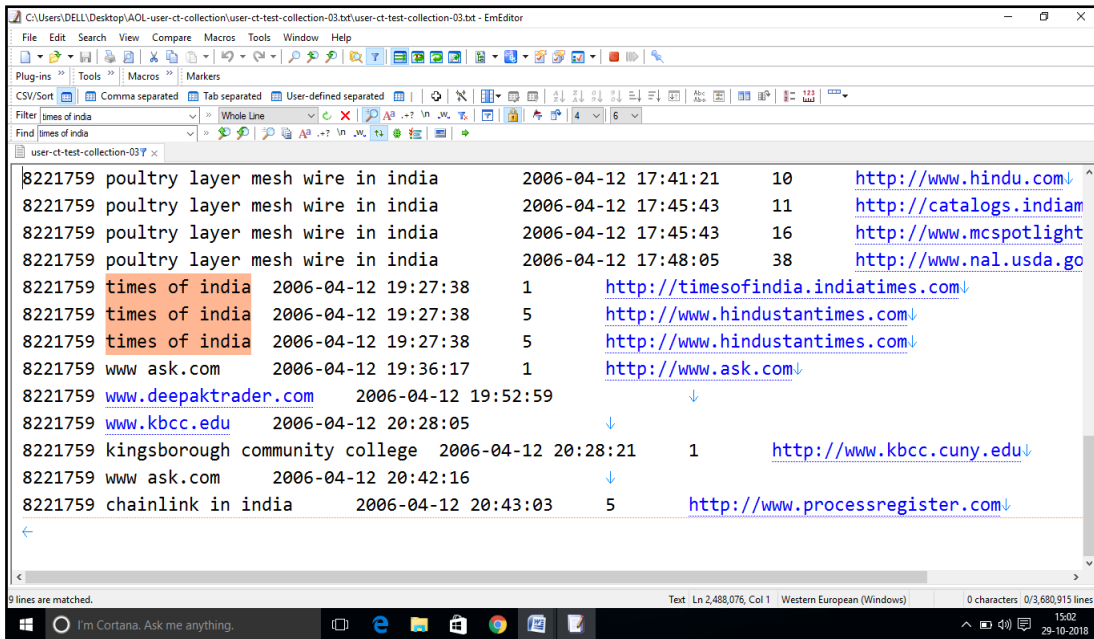 C:\Users\DELL\Desktop\AOL-user-ct-collection\user-ct-test-collection-03.txt\user-ct-test-collection-03.txt - EmEditor
File Edit Search View Compare Macros Tools Window Help
Plug-ins » Tools » Macros » Markers
CSV/Sort Comma separated Tab separated User-defined separated
Filter times of india » Whole Line 4 6
Find times of india »
user-ct-test-collection-03
8221759 poultry layer mesh wire in india 2006-04-12 17:41:21 10 http://www.hindu.com↓
8221759 poultry layer mesh wire in india 2006-04-12 17:45:43 11 http://catalogs.indiam
8221759 poultry layer mesh wire in india 2006-04-12 17:45:43 16 http://www.mcspotlight
8221759 poultry layer mesh wire in india 2006-04-12 17:48:05 38 http://www.nal.usda.go
8221759 times of india 2006-04-12 19:27:38 1 http://timesofindia.indiatimes.com↓
8221759 times of india 2006-04-12 19:27:38 5 http://www.hindustantimes.com↓
8221759 times of india 2006-04-12 19:27:38 5 http://www.hindustantimes.com↓
8221759 www ask.com 2006-04-12 19:36:17 1 http://www.ask.com↓
8221759 www.deepaktrader.com 2006-04-12 19:52:59 ↓
8221759 www.kbcc.edu 2006-04-12 20:28:05 ↓
8221759 kingsborough community college 2006-04-12 20:28:21 1 http://www.kbcc.cuny.edu↓
8221759 www ask.com 2006-04-12 20:42:16 ↓
8221759 chainlink in india 2006-04-12 20:43:03 5 http://www.processregister.com↓
←
9 lines are matched. Text Ln 2,488,076, Col 1 Western European (Windows) 0 characters 0/3,680,915 lines
I'm Cortana. Ask me anything. 15:02
29-10-2018